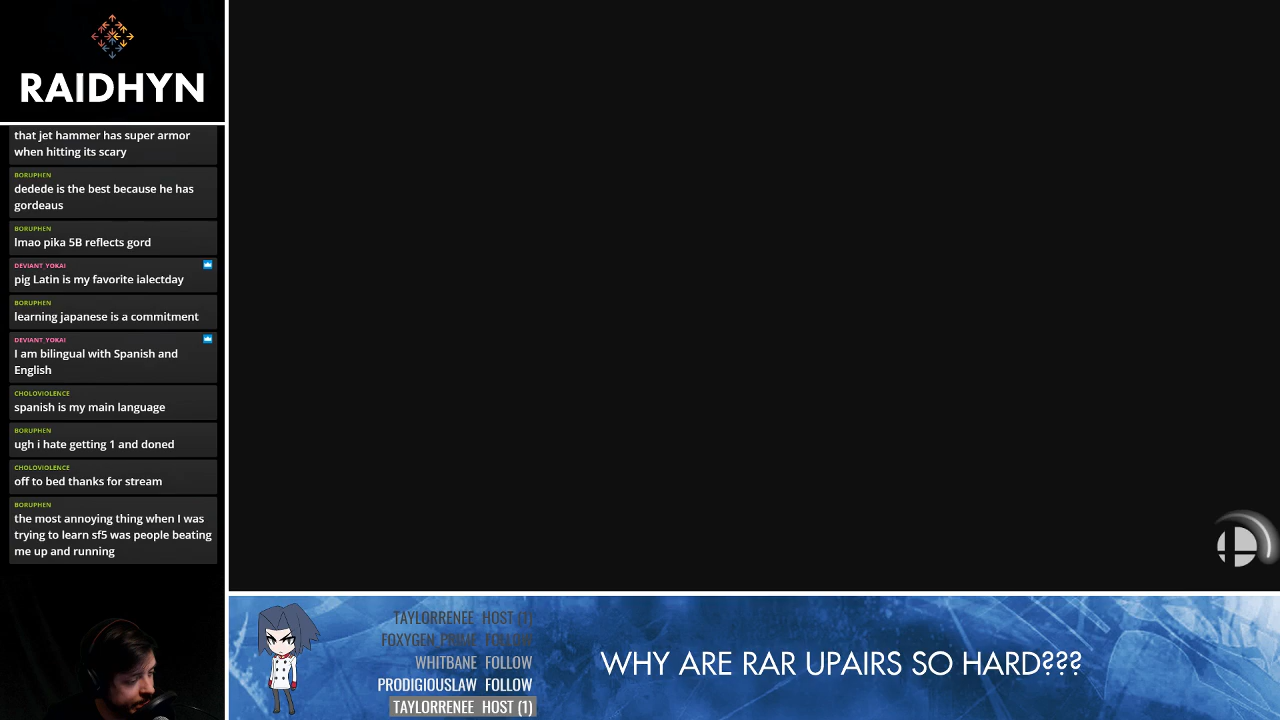 RAIDHYN
that jet hammer has super armor
when hitting its scary
BORUPHEN
dedede is the best because he has
gordeaus
BORUPHEN
lmao pika 5B reflects gord
DEVIANT_YOKAI
pig Latin is my favorite ialectday
BORUPHEN
learning japanese is a commitment
DEVIANT_YOKAI
I am bilingual with Spanish and
English
CHOLOVIOLENCE
spanish is my main language
BORUPHEN
ugh i hate getting 1 and doned
CHOLOVIOLENCE
off to bed thanks for stream
BORUPHEN
the most annoying thing when I was
trying to learn sf5 was people beating
me up and running
TAYLORRENEE HOST (1)
FOXYGEN_PRIME FOLLOW
WHITBANE FOLLOW
PRODIGIOUSLAW FOLLOW
TAYLORRENEE HOST (1)
WHY ARE RAR UPAIRS SO HARD???